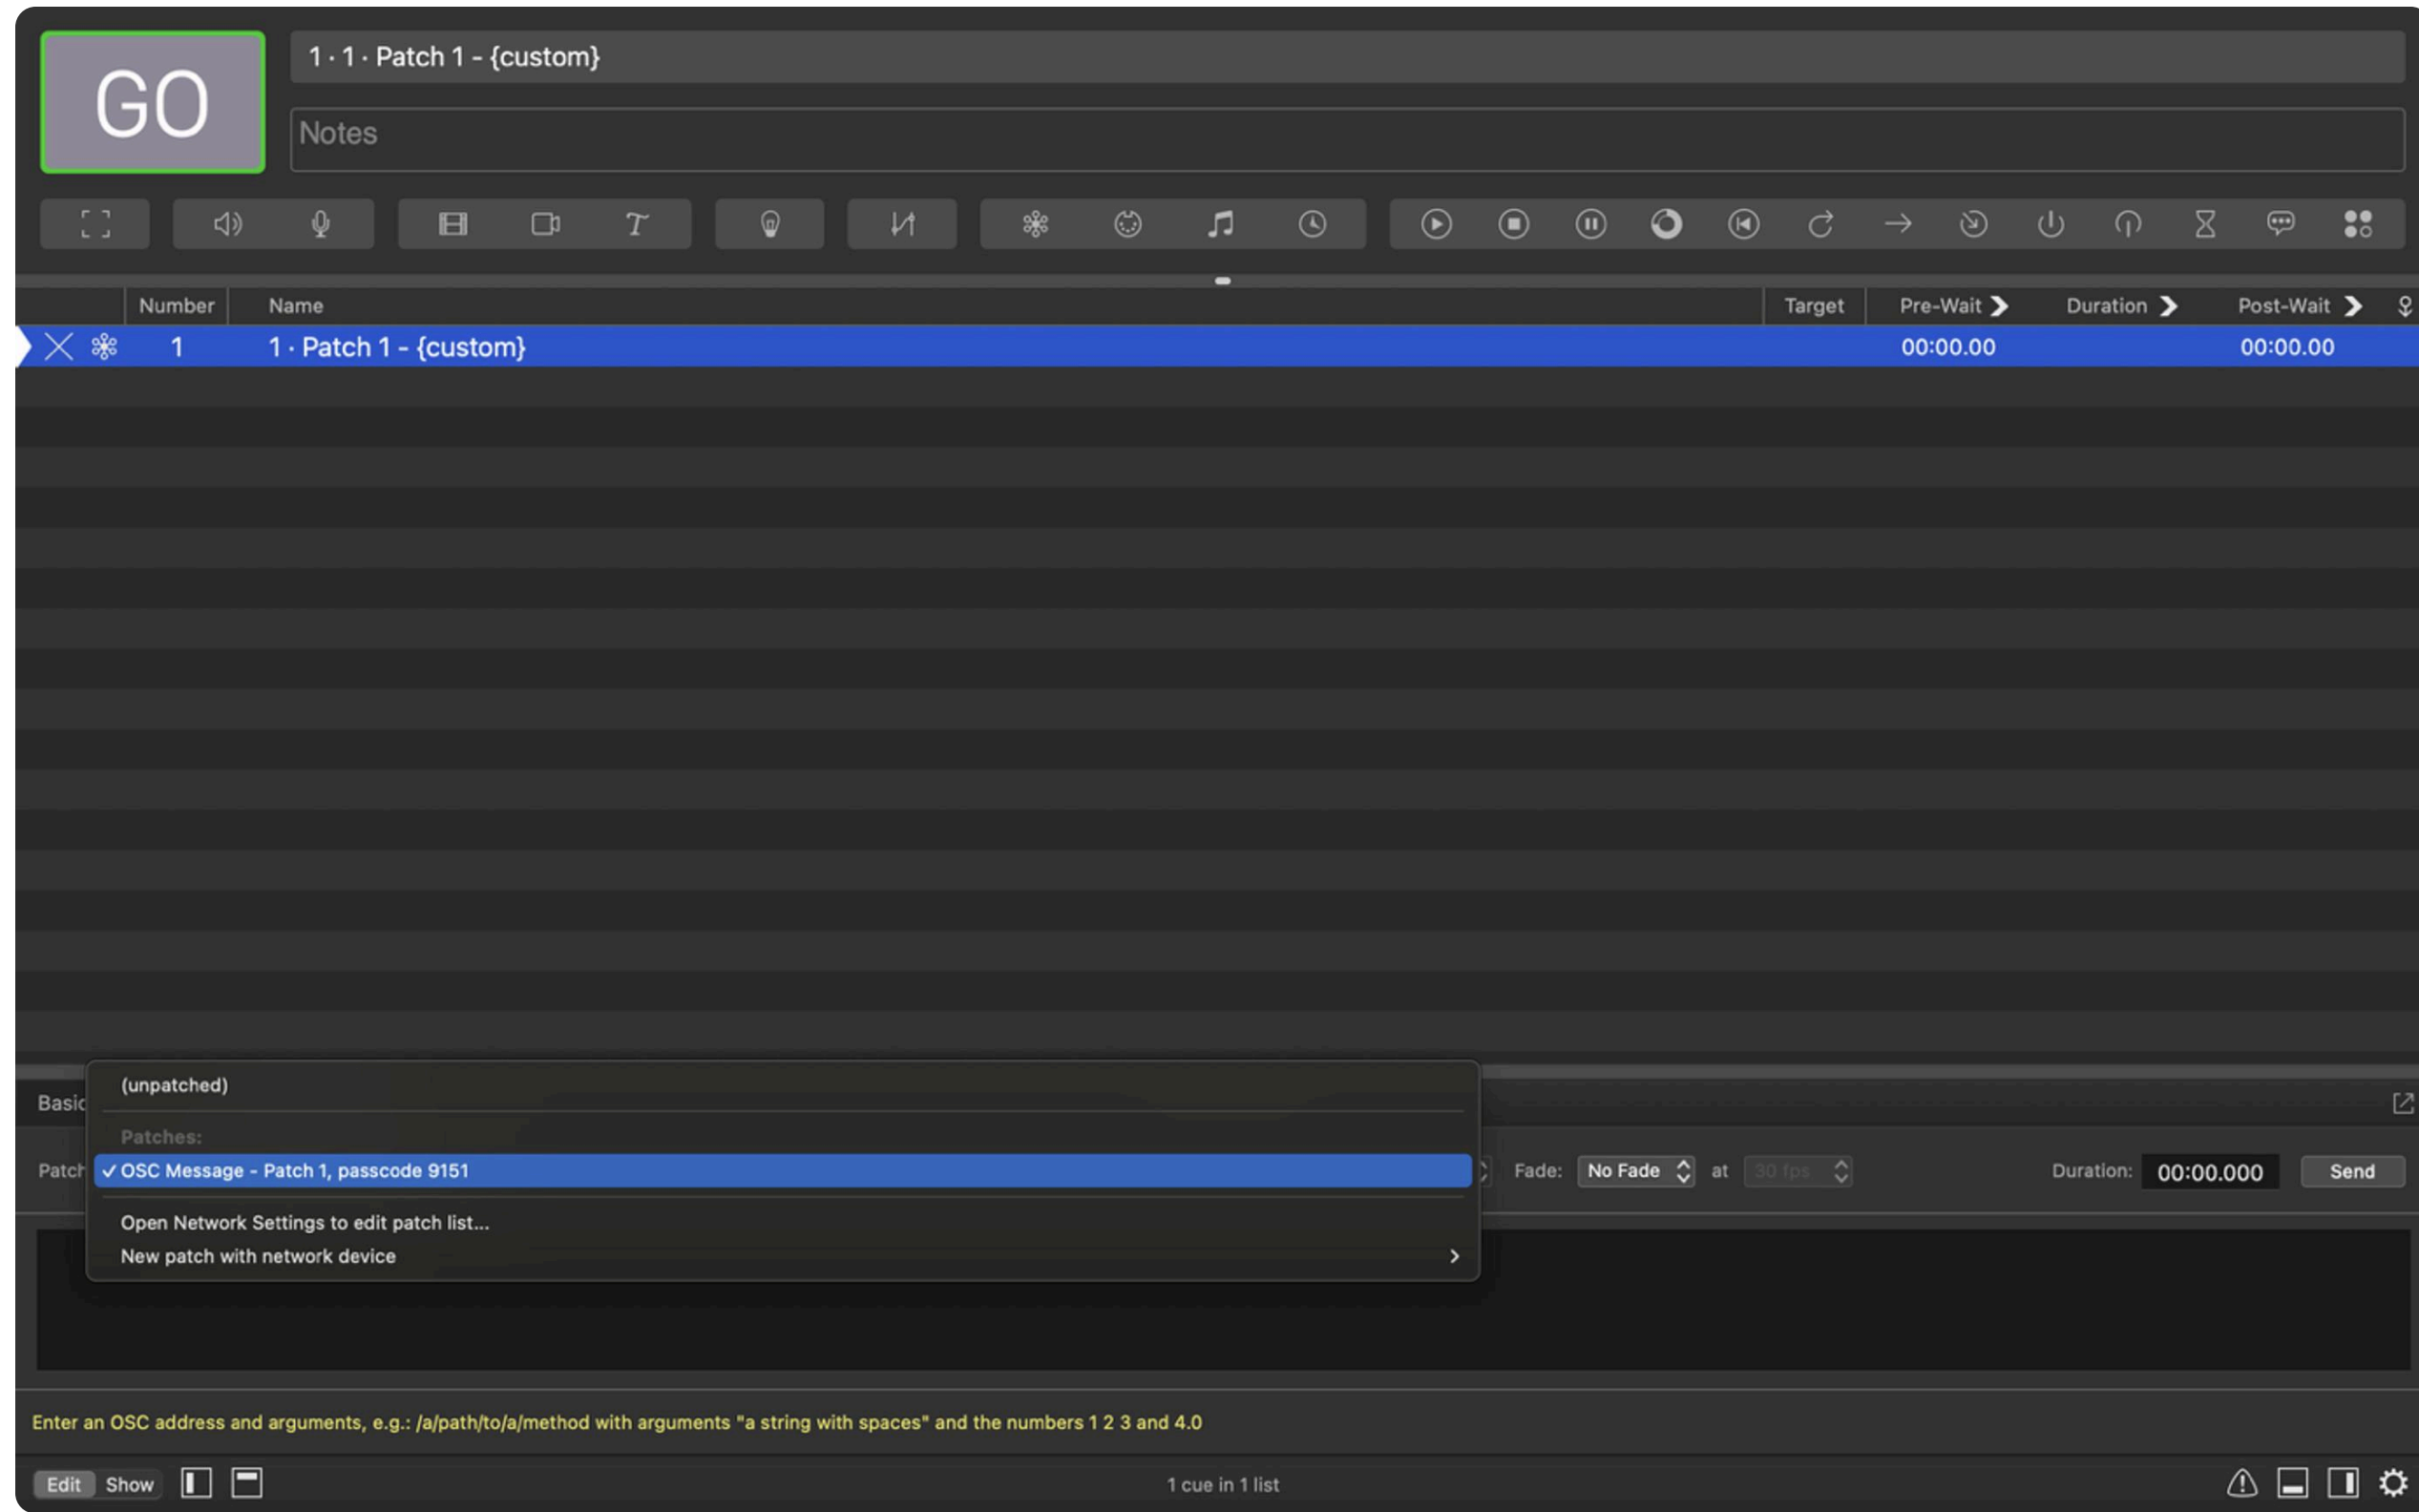 GO
1 · 1 · Patch 1 - {custom}
Notes
Number Name Target Pre-Wait Duration Post-Wait
1 1 · Patch 1 - {custom} 00:00.00 00:00.00
(unpatched)
Basic
Patches:
Patch ✓ OSC Message - Patch 1, passcode 9151 Fade: No Fade at 30 fps Duration: 00:00.000 Send
Open Network Settings to edit patch list...
New patch with network device
Enter an OSC address and arguments, e.g.: /a/path/to/a/method with arguments "a string with spaces" and the numbers 1 2 3 and 4.0
Edit Show 1 cue in 1 list